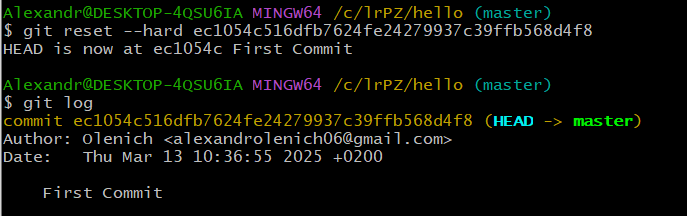 Alexandr@DESKTOP-4QSU6IA MINGW64 /c/lrPZ/hello (master)
$ git reset --hard ec1054c516dfb7624fe24279937c39ffb568d4f8
HEAD is now at ec1054c First Commit
Alexandr@DESKTOP-4QSU6IA MINGW64 /c/lrPZ/hello (master)
$ git log
commit ec1054c516dfb7624fe24279937c39ffb568d4f8 (HEAD -> master)
Author: Olenich <alexandrolenich06@gmail.com>
Date:   Thu Mar 13 10:36:55 2025 +0200
    First Commit